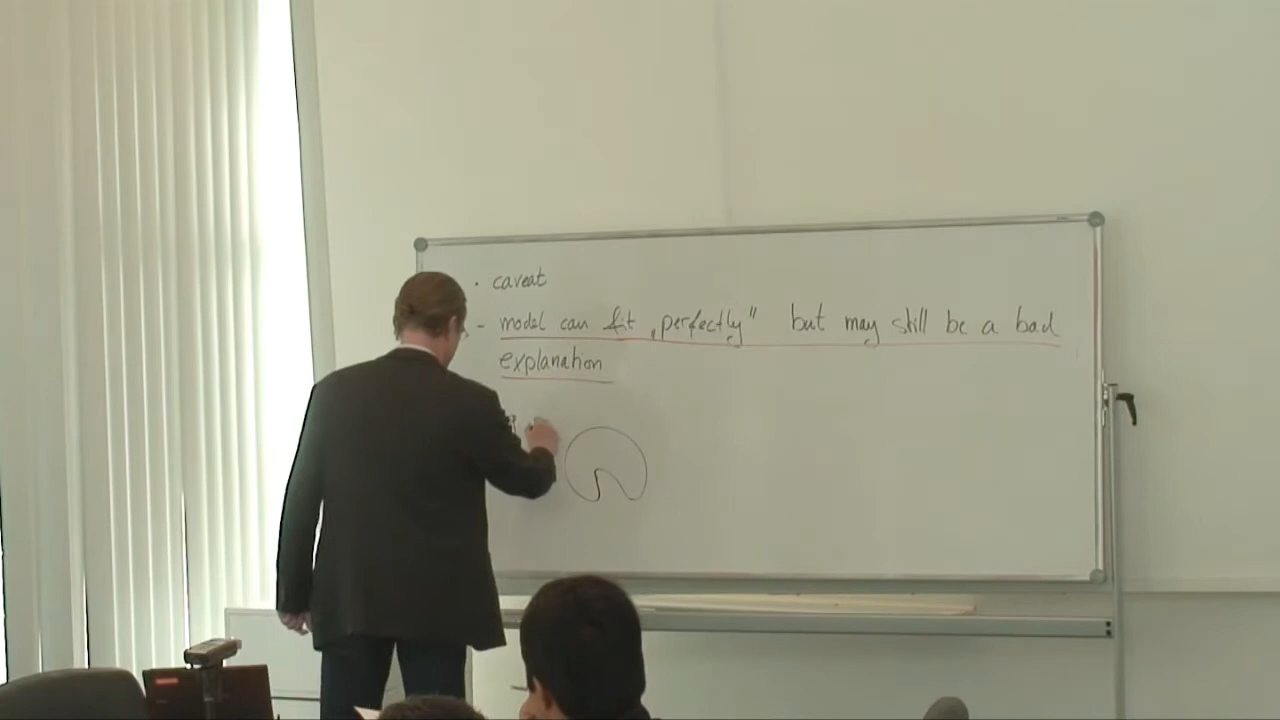 · caveat
- model can fit „perfectly" but may still be a bad
explanation